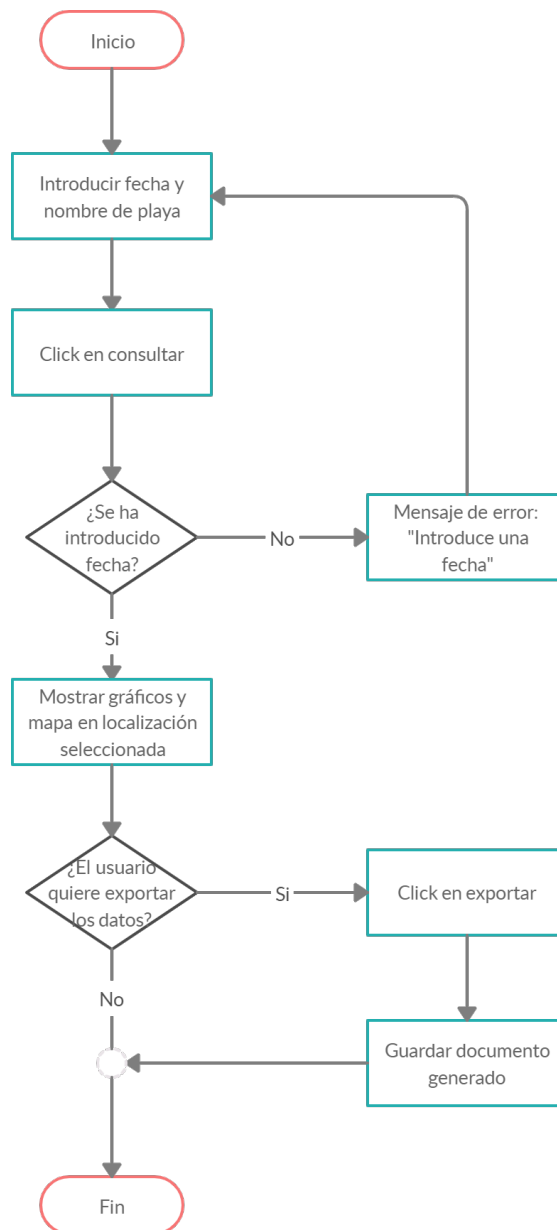 Inicio
Introducir fecha y
nombre de playa
Click en consultar
¿Se ha
introducido
fecha?
No
Mensaje de error:
"Introduce una
fecha"
Si
Mostrar gráficos y
mapa en localización
seleccionada
¿El usuario
quiere exportar
los datos?
Si
Click en exportar
No
Guardar documento
generado
Fin